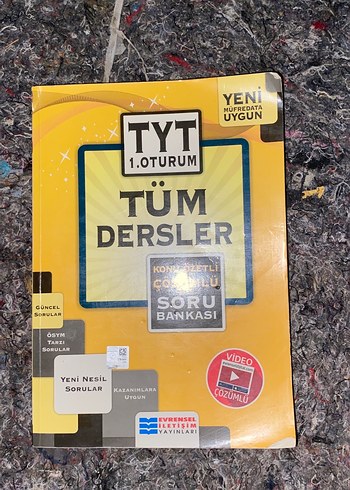 YENİ
MÜFREDATA
UYGUN
TYT
1.OTURUM
TÜM
DERSLER
KONU ÖZETLİ
ÇÖZÜMLÜ
SORU
BANKASI
GÜNCEL
SORULAR
ÖSYM
TARZI
SORULAR
YENİ NESİL
SORULAR
KAZANIMLARA
UYGUN
VİDEO
ÇÖZÜMLÜ
EVRENSEL
İLETİŞİM
YAYINLARI